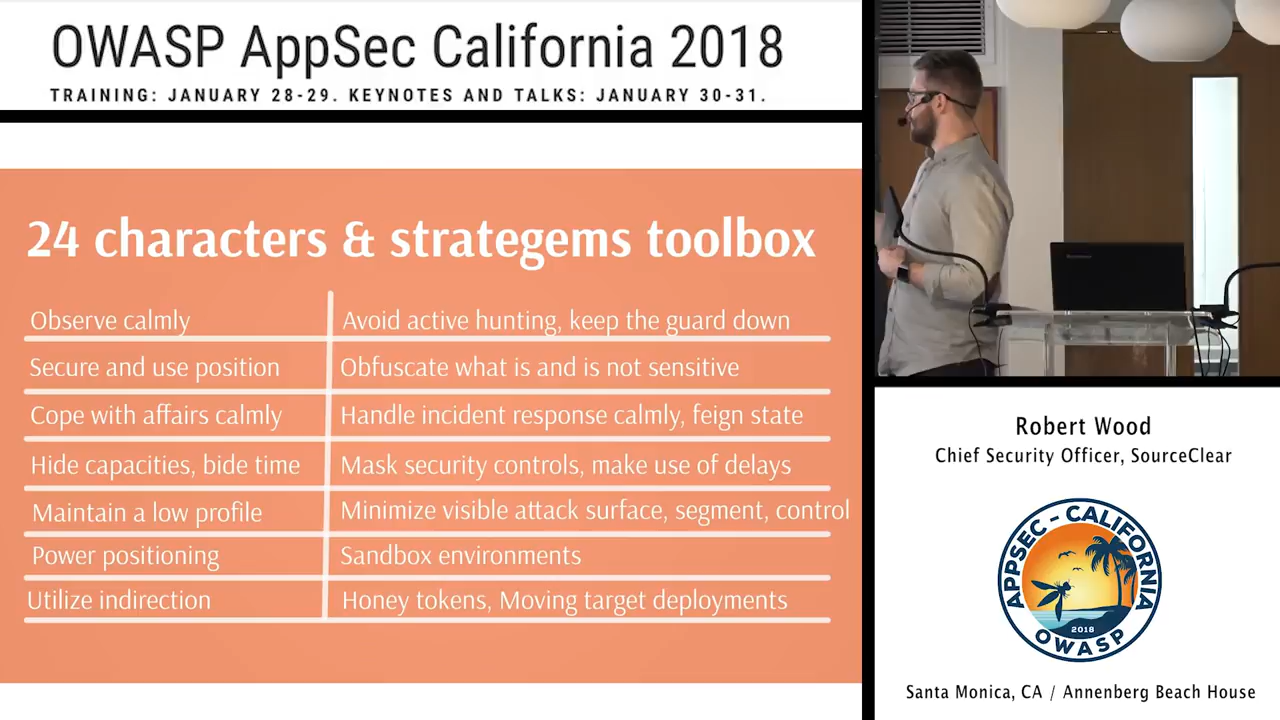 OWASP AppSec California 2018
TRAINING: JANUARY 28-29. KEYNOTES AND TALKS: JANUARY 30-31.
24 characters & strategems toolbox
Observe calmly
Avoid active hunting, keep the guard down
Secure and use position
Obfuscate what is and is not sensitive
Cope with affairs calmly
Handle incident response calmly, feign state
Hide capacities, bide time
Mask security controls, make use of delays
Maintain a low profile
Minimize visible attack surface, segment, control
Power positioning
Sandbox environments
Utilize indirection
Honey tokens, Moving target deployments
Robert Wood
Chief Security Officer, SourceClear
APPSEC - CALIFORNIA
2018
OWASP
Santa Monica, CA / Annenberg Beach House